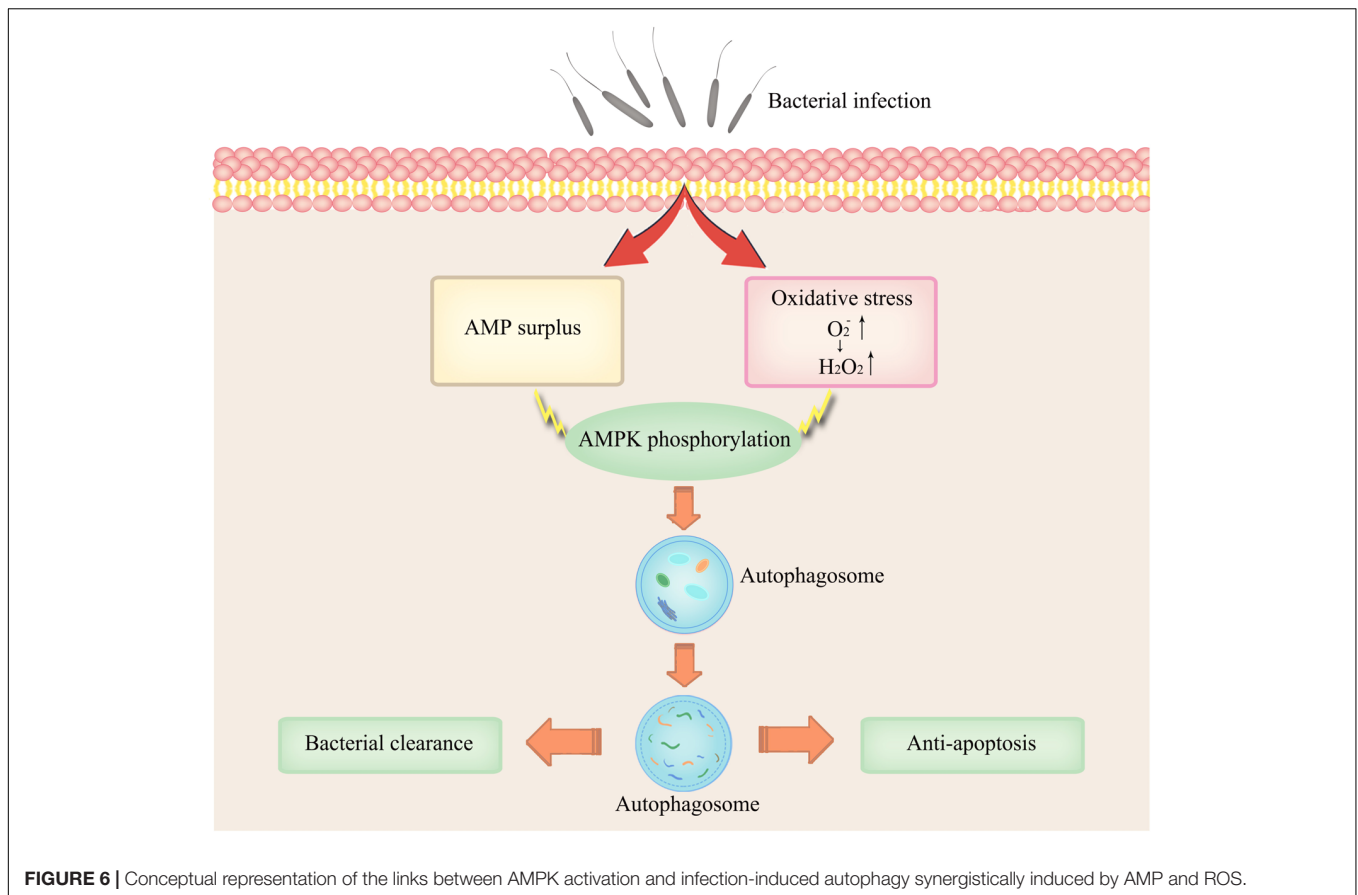 Bacterial infection
AMP surplus
Oxidative stress
O₂⁻ ↑
↓
H₂O₂ ↑
AMPK phosphorylation
Autophagosome
Bacterial clearance
Anti-apoptosis
Autophagosome
FIGURE 6 | Conceptual representation of the links between AMPK activation and infection-induced autophagy synergistically induced by AMP and ROS.